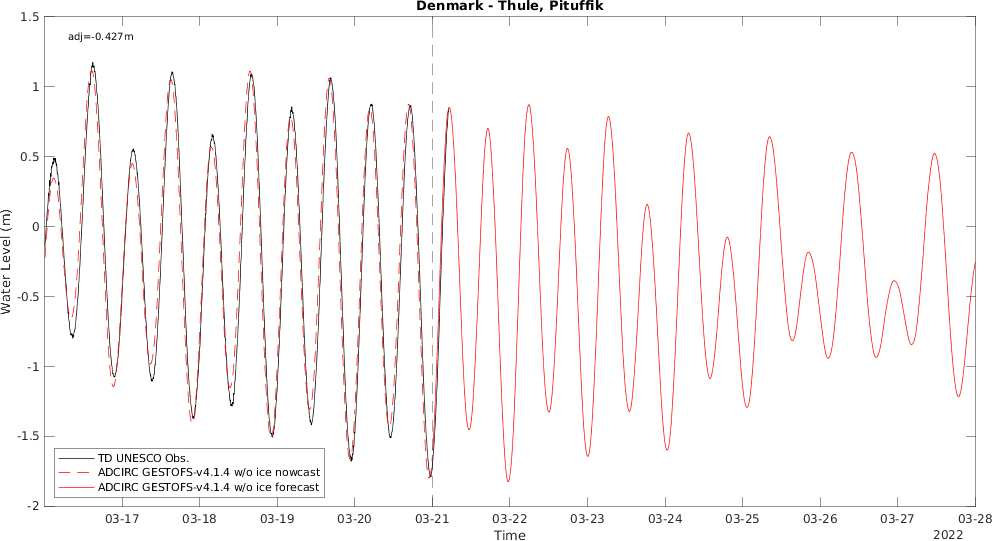 Denmark - Thule, Pituffik
adj=-0.427m
Water Level (m)
1.5
1
0.5
0
-0.5
-1
-1.5
-2
TD UNESCO Obs.
ADCIRC GESTOFS-v4.1.4 w/o ice nowcast
ADCIRC GESTOFS-v4.1.4 w/o ice forecast
03-17 03-18 03-19 03-20 03-21 03-22 03-23 03-24 03-25 03-26 03-27 03-28
Time
2022